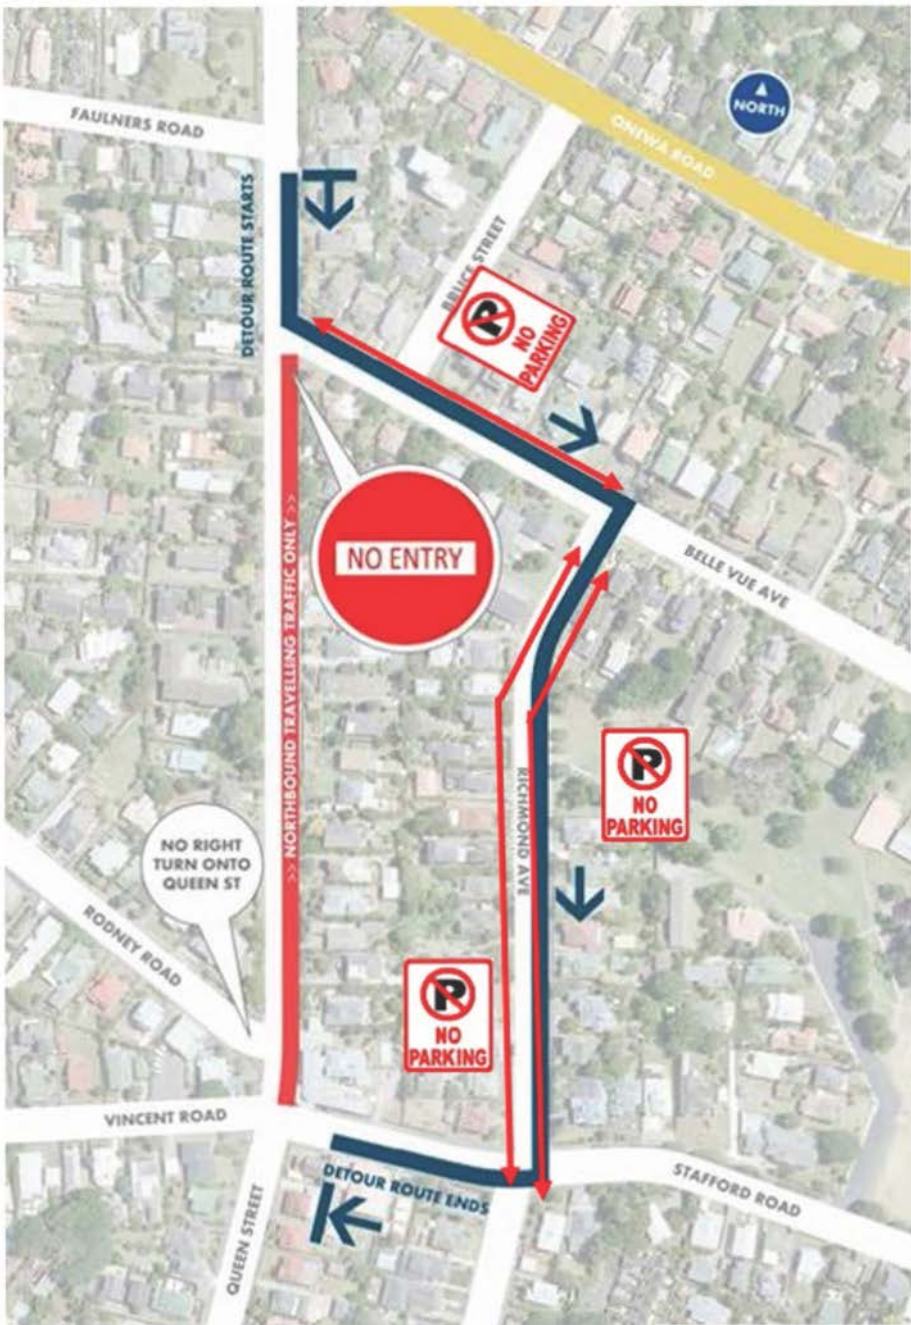 NORTH
ONEWA ROAD
FAULNERS ROAD
DETOUR ROUTE STARTS
BRUCE STREET
P
NO
PARKING
NO ENTRY
>> NORTHBOUND TRAVELLING TRAFFIC ONLY >>
BELLE VUE AVE
P
NO
PARKING
RICHMOND AVE
NO RIGHT
TURN ONTO
QUEEN ST
RODNEY ROAD
P
NO
PARKING
VINCENT ROAD
DETOUR ROUTE ENDS
STAFFORD ROAD
QUEEN STREET